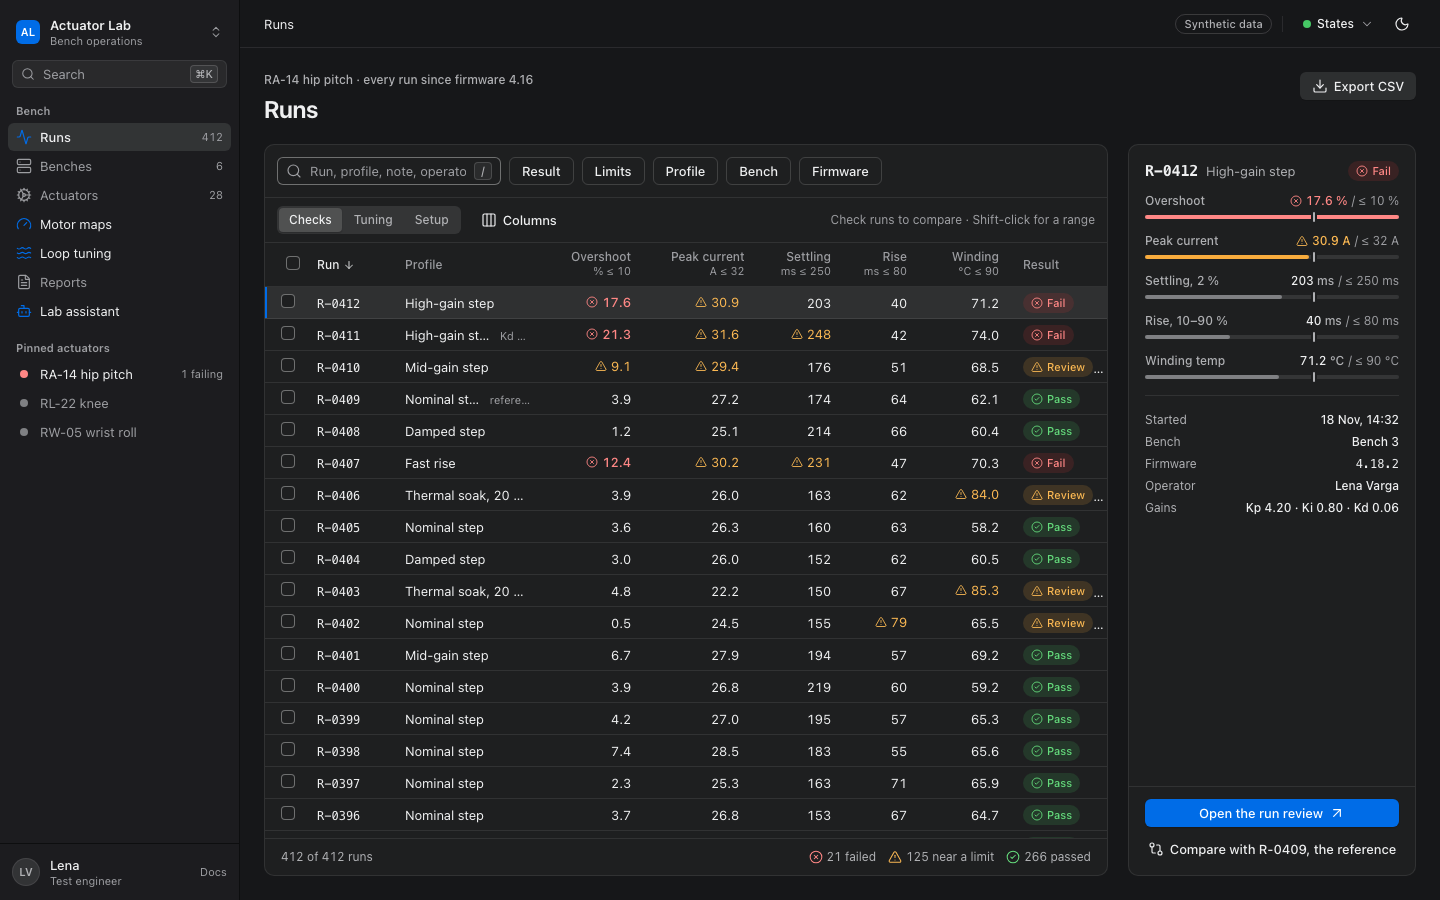 AL
Actuator Lab
Bench operations
Search
⌘K
Bench
Runs 412
Benches 6
Actuators 28
Motor maps
Loop tuning
Reports
Lab assistant
Pinned actuators
RA-14 hip pitch 1 failing
RL-22 knee
RW-05 wrist roll
LV
Lena
Test engineer
Docs
Runs
Synthetic data
States
RA-14 hip pitch · every run since firmware 4.16
Runs
Export CSV
Run, profile, note, operato /
Result
Limits
Profile
Bench
Firmware
Checks
Tuning
Setup
Columns
Check runs to compare · Shift-click for a range
Run ↓ Profile Overshoot % ≤ 10 Peak current A ≤ 32 Settling ms ≤ 250 Rise ms ≤ 80 Winding °C ≤ 90 Result
R-0412 High-gain step 17.6 30.9 203 40 71.2 Fail
R-0411 High-gain st... Kd ... 21.3 31.6 248 42 74.0 Fail
R-0410 Mid-gain step 9.1 29.4 176 51 68.5 Review ...
R-0409 Nominal st... refere... 3.9 27.2 174 64 62.1 Pass
R-0408 Damped step 1.2 25.1 214 66 60.4 Pass
R-0407 Fast rise 12.4 30.2 231 47 70.3 Fail
R-0406 Thermal soak, 20 ... 3.9 26.0 163 62 84.0 Review ...
R-0405 Nominal step 3.6 26.3 160 63 58.2 Pass
R-0404 Damped step 3.0 26.0 152 62 60.5 Pass
R-0403 Thermal soak, 20 ... 4.8 22.2 150 67 85.3 Review ...
R-0402 Nominal step 0.5 24.5 155 79 65.5 Review ...
R-0401 Mid-gain step 6.7 27.9 194 57 69.2 Pass
R-0400 Nominal step 3.9 26.8 219 60 59.2 Pass
R-0399 Nominal step 4.2 27.0 195 57 65.3 Pass
R-0398 Nominal step 7.4 28.5 183 55 65.6 Pass
R-0397 Nominal step 2.3 25.3 163 71 65.9 Pass
R-0396 Nominal step 3.7 26.8 153 67 64.7 Pass
412 of 412 runs
21 failed
125 near a limit
266 passed
R-0412 High-gain step Fail
Overshoot 17.6 % / ≤ 10 %
Peak current 30.9 A / ≤ 32 A
Settling, 2 % 203 ms / ≤ 250 ms
Rise, 10–90 % 40 ms / ≤ 80 ms
Winding temp 71.2 °C / ≤ 90 °C
Started 18 Nov, 14:32
Bench Bench 3
Firmware 4.18.2
Operator Lena Varga
Gains Kp 4.20 · Ki 0.80 · Kd 0.06
Open the run review
Compare with R-0409, the reference